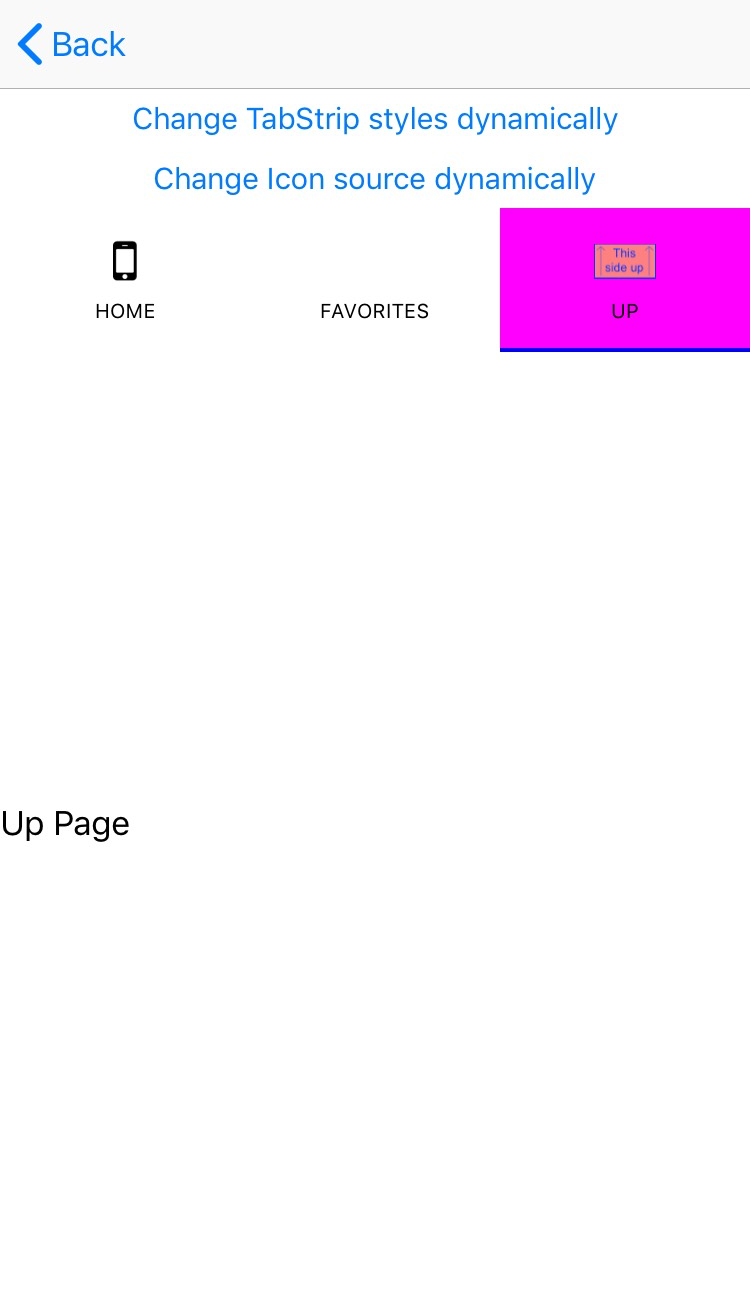 Back
Change TabStrip styles dynamically
Change Icon source dynamically
This
side up
HOME
FAVORITES
UP
Up Page